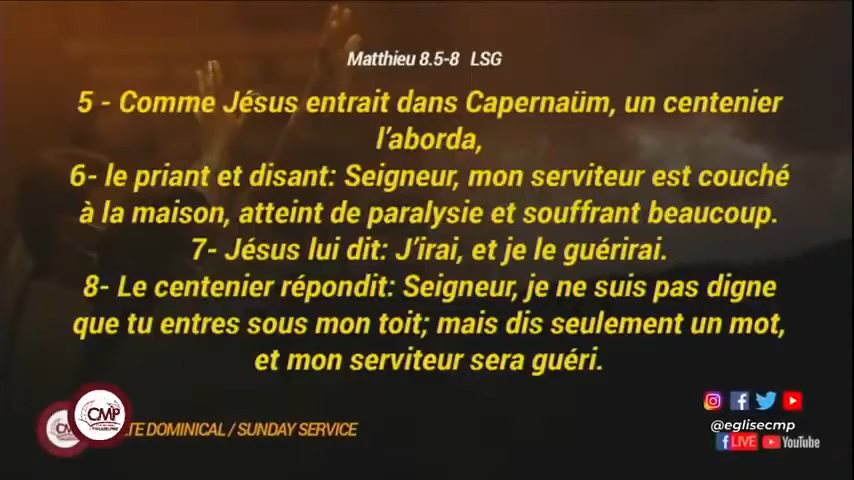 Matthieu 8.5-8 LSG
5 - Comme Jésus entrait dans Capernaüm, un centenier
l'aborda,
6- le priant et disant: Seigneur, mon serviteur est couché
à la maison, atteint de paralysie et souffrant beaucoup.
7- Jésus lui dit: J'irai, et je le guérirai.
8- Le centenier répondit: Seigneur, je ne suis pas digne
que tu entres sous mon toit; mais dis seulement un mot,
et mon serviteur sera guéri.
CMP
DOMINICAL / SUNDAY SERVICE
@eglisecmp
LIVE YouTube